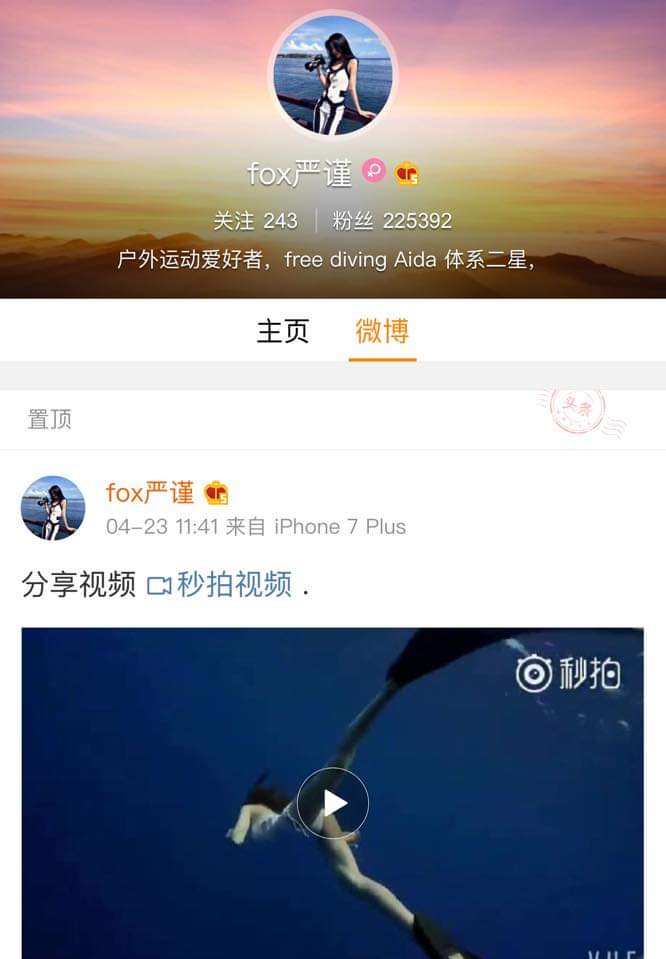 fox严谨
关注 243 | 粉丝 225392
户外运动爱好者，free diving Aida 体系二星，
主页 微博
置顶
头条
fox严谨
04-23 11:41 来自 iPhone 7 Plus
分享视频 秒拍视频 .
秒拍